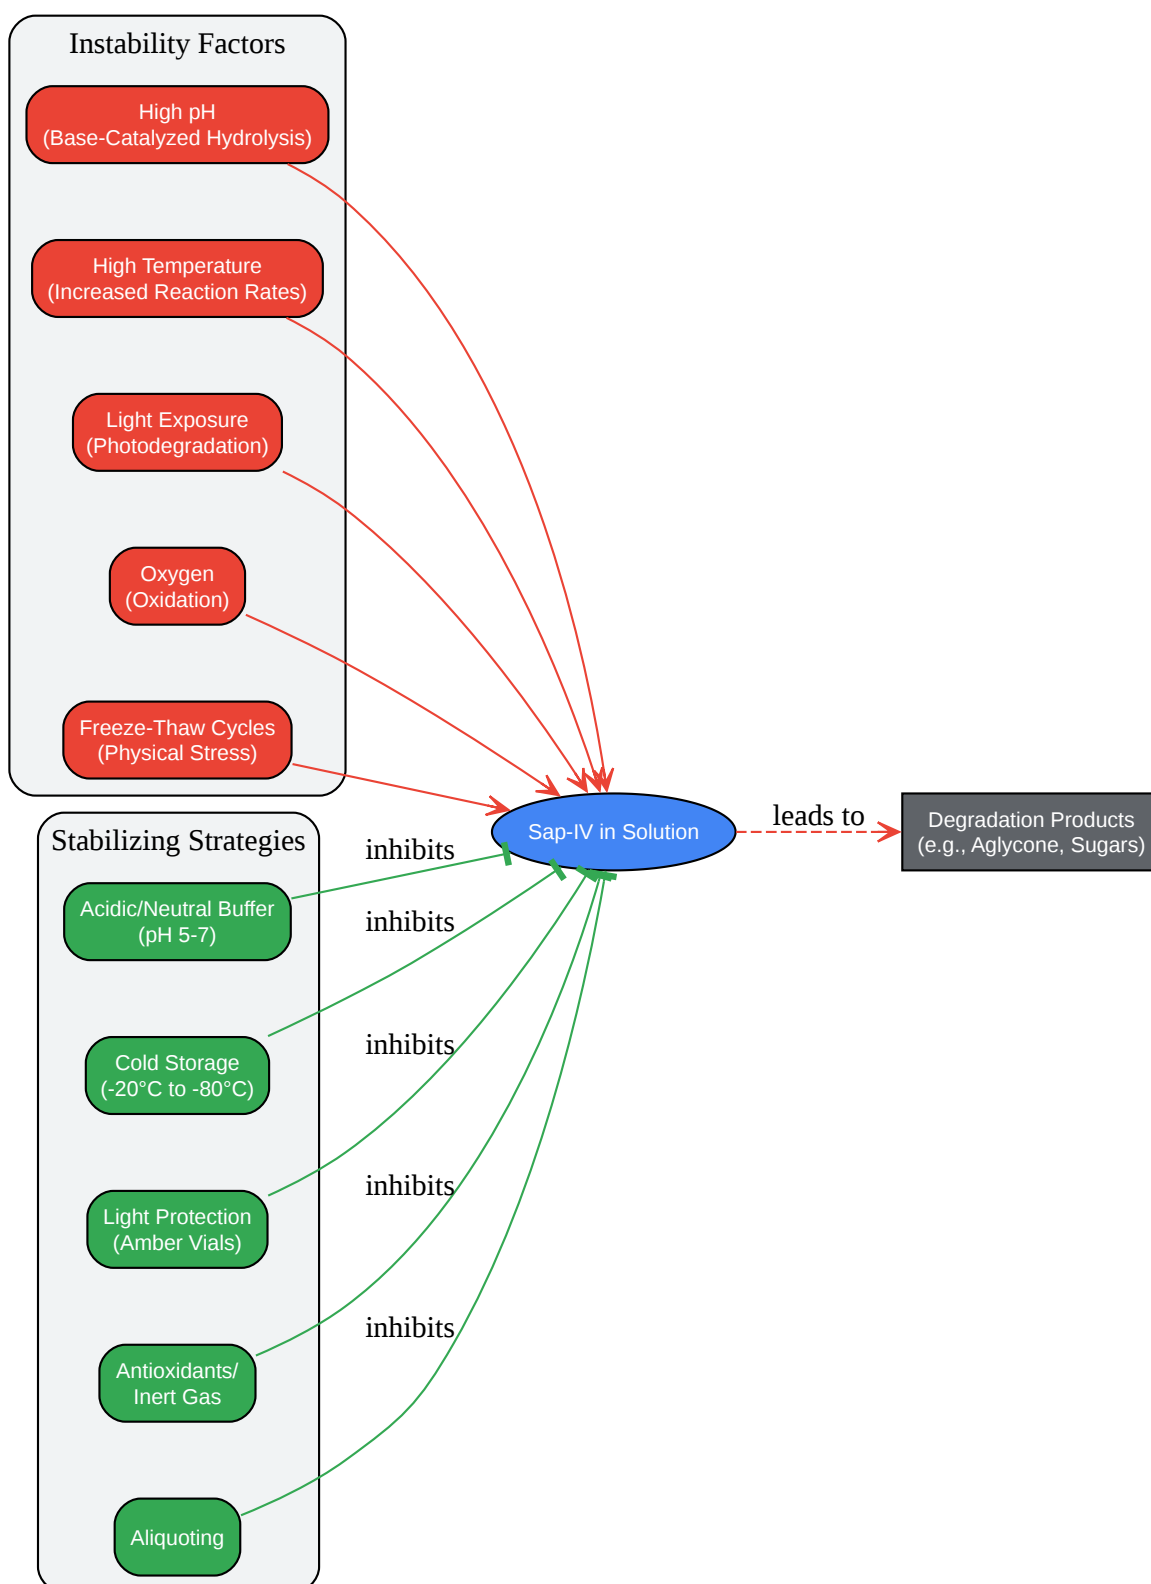 Instability Factors
High pH
(Base-Catalyzed Hydrolysis)
High Temperature
(Increased Reaction Rates)
Light Exposure
(Photodegradation)
Oxygen
(Oxidation)
Freeze-Thaw Cycles
(Physical Stress)
Sap-IV in Solution
leads to
Degradation Products
(e.g., Aglycone, Sugars)
Stabilizing Strategies
Acidic/Neutral Buffer
(pH 5-7)
inhibits
Cold Storage
(-20°C to -80°C)
inhibits
Light Protection
(Amber Vials)
inhibits
Antioxidants/
Inert Gas
inhibits
Aliquoting
inhibits